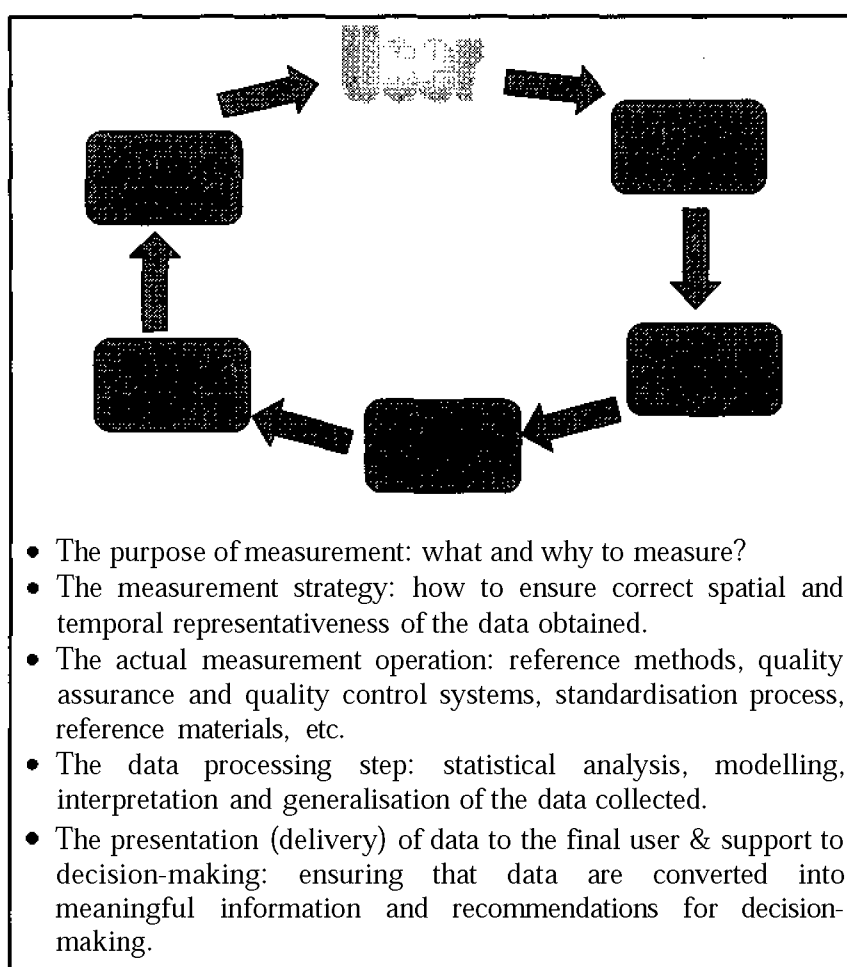 User
• The purpose of measurement: what and why to measure?
• The measurement strategy: how to ensure correct spatial and
temporal representativeness of the data obtained.
• The actual measurement operation: reference methods, quality
assurance and quality control systems, standardisation process,
reference materials, etc.
• The data processing step: statistical analysis, modelling,
interpretation and generalisation of the data collected.
• The presentation (delivery) of data to the final user & support to
decision-making: ensuring that data are converted into
meaningful information and recommendations for decision-
making.